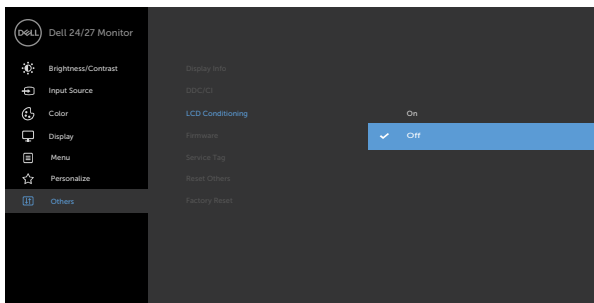 DELL
Dell 24/27 Monitor
Brightness/Contrast
Input Source
Color
Display
Menu
Personalize
Others
Display Info
DDC/CI
LCD Conditioning
Firmware
Service Tag
Reset Others
Factory Reset
On
Off